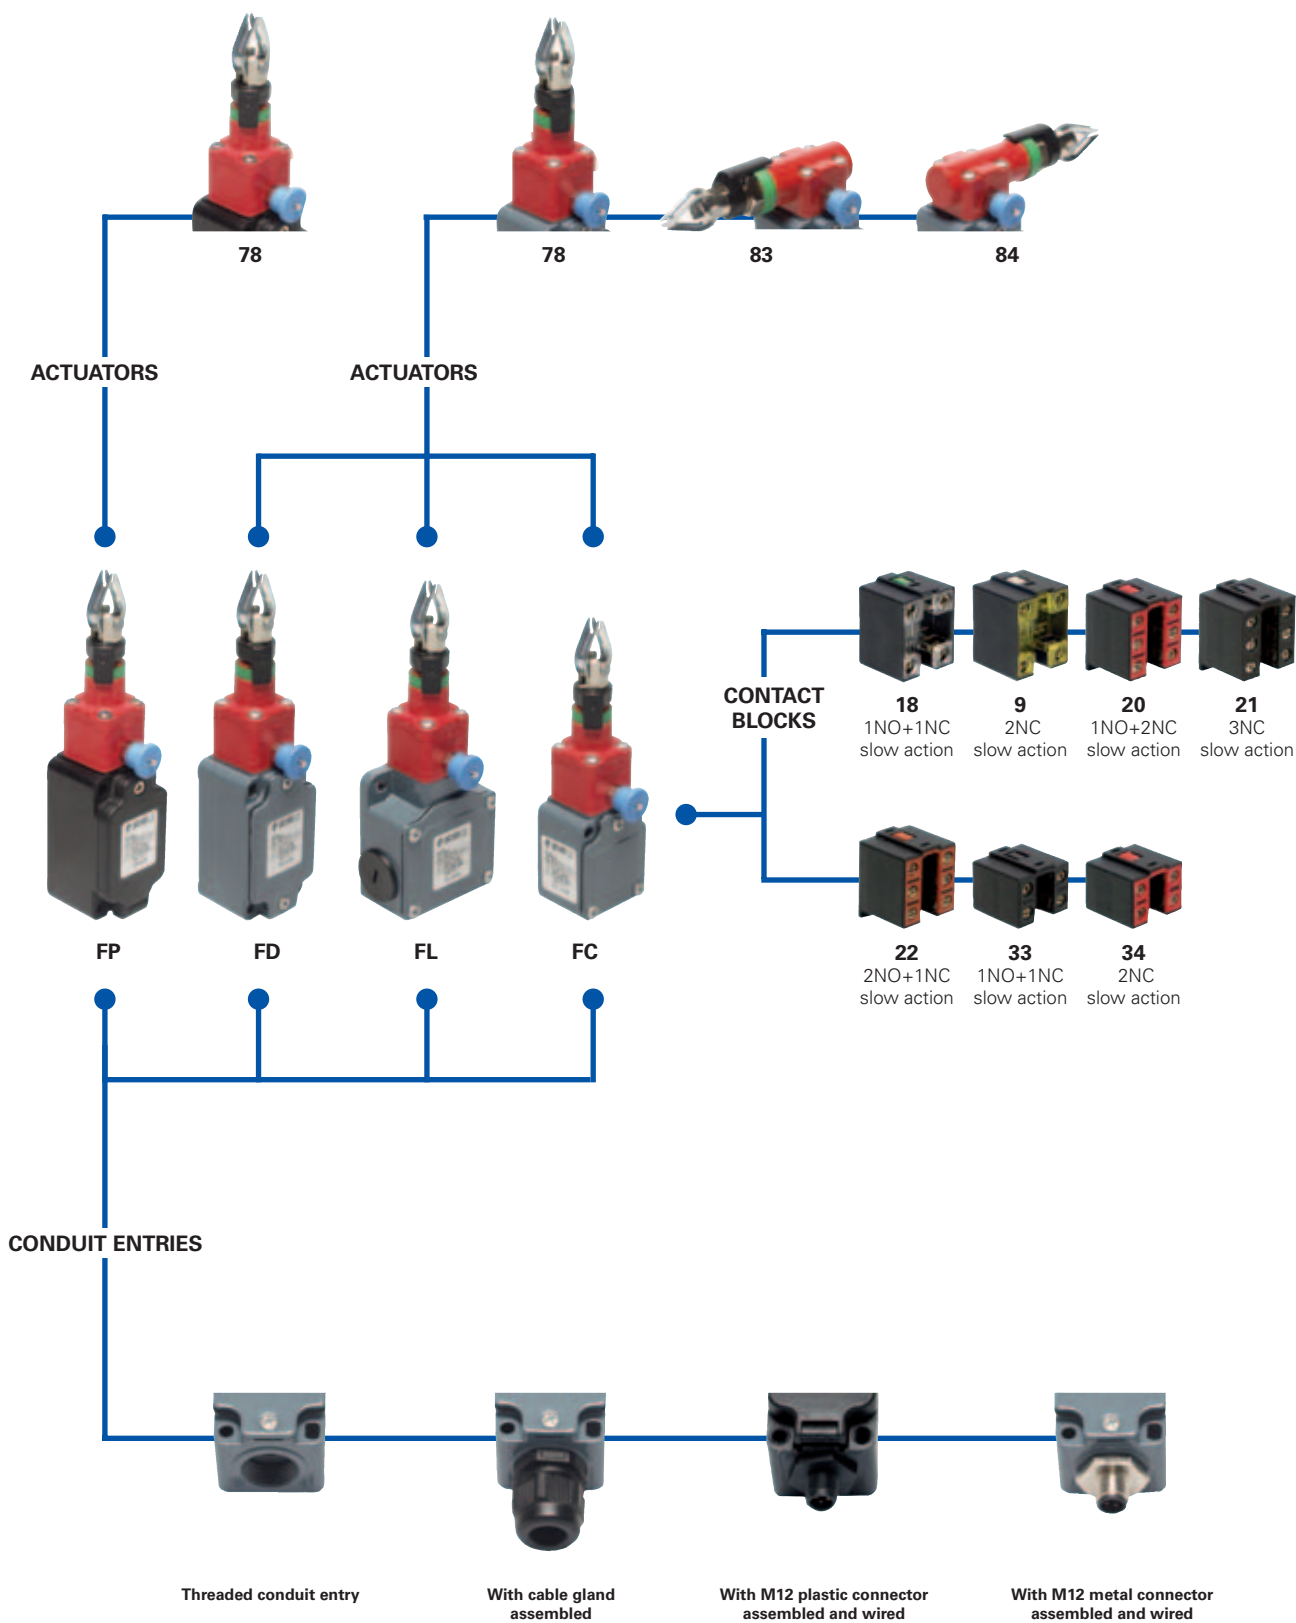 78
78
83
84
ACTUATORS
ACTUATORS
CONTACT
BLOCKS
18
1NO+1NC
slow action
9
2NC
slow action
20
1NO+2NC
slow action
21
3NC
slow action
22
2NO+1NC
slow action
33
1NO+1NC
slow action
34
2NC
slow action
FP
FD
FL
FC
CONDUIT ENTRIES
Threaded conduit entry
With cable gland
assembled
With M12 plastic connector
assembled and wired
With M12 metal connector
assembled and wired